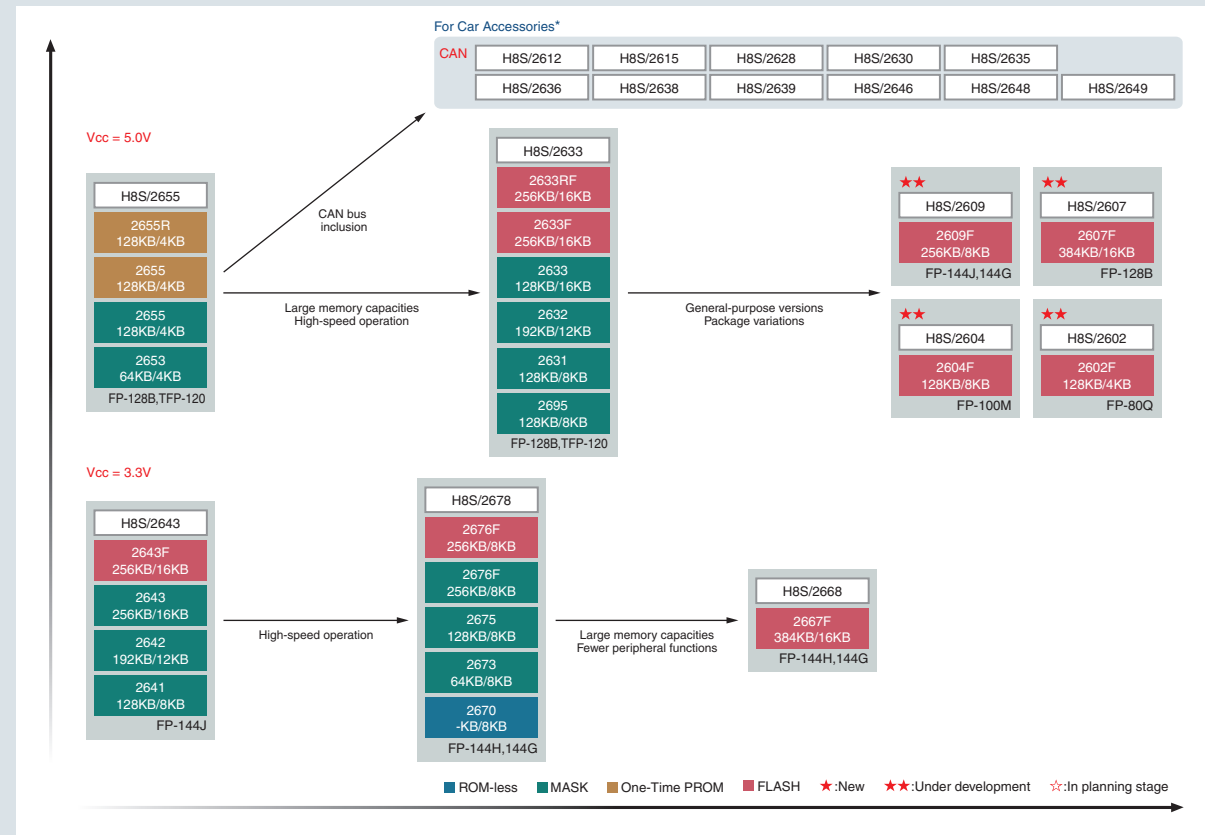 For Car Accessories*
CAN
H8S/2612
H8S/2615
H8S/2628
H8S/2630
H8S/2635
H8S/2636
H8S/2638
H8S/2639
H8S/2646
H8S/2648
H8S/2649
Vcc = 5.0V
H8S/2655
2655R
128KB/4KB
2655
128KB/4KB
2655
128KB/4KB
2653
64KB/4KB
FP-128B,TFP-120
CAN bus
inclusion
Large memory capacities
High-speed operation
H8S/2633
2633RF
256KB/16KB
2633F
256KB/16KB
2633
128KB/16KB
2632
192KB/12KB
2631
128KB/8KB
2695
128KB/8KB
FP-128B,TFP-120
General-purpose versions
Package variations
★★
H8S/2609
2609F
256KB/8KB
FP-144J,144G
★★
H8S/2607
2607F
384KB/16KB
FP-128B
★★
H8S/2604
2604F
128KB/8KB
FP-100M
★★
H8S/2602
2602F
128KB/4KB
FP-80Q
Vcc = 3.3V
H8S/2643
2643F
256KB/16KB
2643
256KB/16KB
2642
192KB/12KB
2641
128KB/8KB
FP-144J
High-speed operation
H8S/2678
2676F
256KB/8KB
2676F
256KB/8KB
2675
128KB/8KB
2673
64KB/8KB
2670
-KB/8KB
FP-144H,144G
Large memory capacities
Fewer peripheral functions
H8S/2668
2667F
384KB/16KB
FP-144H,144G
ROM-less MASK One-Time PROM FLASH ★:New ★★:Under development ☆:In planning stage